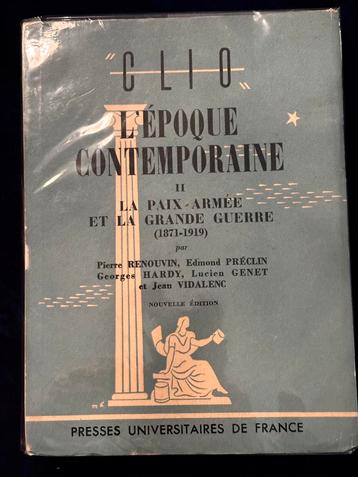 "CLIO"
L'ÉPOQUE
CONTEMPORAINE
II
LA PAIX-ARMÉE
ET LA GRANDE GUERRE
(1871-1919)
par
Pierre RENOUVIN, Edmond PRÉCLIN
Georges HARDY, Lucien GENET
et Jean VIDALENC
NOUVELLE ÉDITION
PRESSES UNIVERSITAIRES DE FRANCE